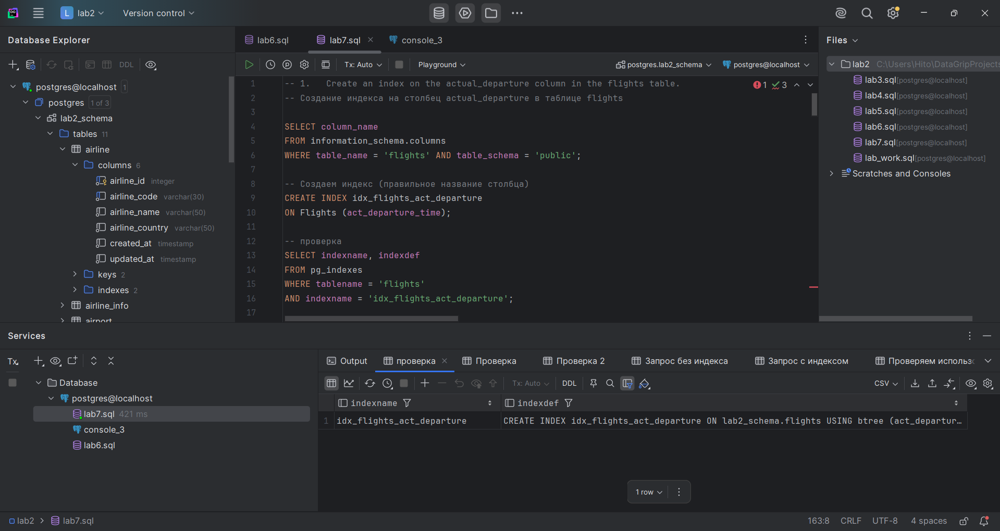 L lab2 Version control
Database Explorer
DDL
postgres@localhost 1
postgres 1 of 3
lab2_schema
tables 11
airline
columns 6
airline_id integer
airline_code varchar(30)
airline_name varchar(50)
airline_country varchar(50)
created_at timestamp
updated_at timestamp
keys 2
indexes 2
airline_info
airport
lab6.sql lab7.sql console_3
Tx: Auto Playground postgres.lab2_schema postgres@localhost
1 3
1 -- 1. Create an index on the actual_departure column in the flights table.
2 -- Создание индекса на столбец actual_departure в таблице flights
3
4 SELECT column_name
5 FROM information_schema.columns
6 WHERE table_name = 'flights' AND table_schema = 'public';
7
8 -- Создаем индекс (правильное название столбца)
9 CREATE INDEX idx_flights_act_departure
10 ON Flights (act_departure_time);
11
12 -- проверка
13 SELECT indexname, indexdef
14 FROM pg_indexes
15 WHERE tablename = 'flights'
16 AND indexname = 'idx_flights_act_departure';
17
Files
lab2 C:\Users\Hito\DataGripProjects
lab3.sql [postgres@localhost]
lab4.sql [postgres@localhost]
lab5.sql [postgres@localhost]
lab6.sql [postgres@localhost]
lab7.sql [postgres@localhost]
lab_work.sql [postgres@localhost]
Scratches and Consoles
Services
Tx
Database
postgres@localhost
lab7.sql 421 ms
console_3
lab6.sql
Output проверка Проверка Проверка 2 Запрос без индекса Запрос с индексом Проверяем использо
Tx: Auto DDL CSV
indexname indexdef
1 idx_flights_act_departure CREATE INDEX idx_flights_act_departure ON lab2_schema.flights USING btree (act_departur…
1 row
lab2 > lab7.sql
163:8 CRLF UTF-8 4 spaces